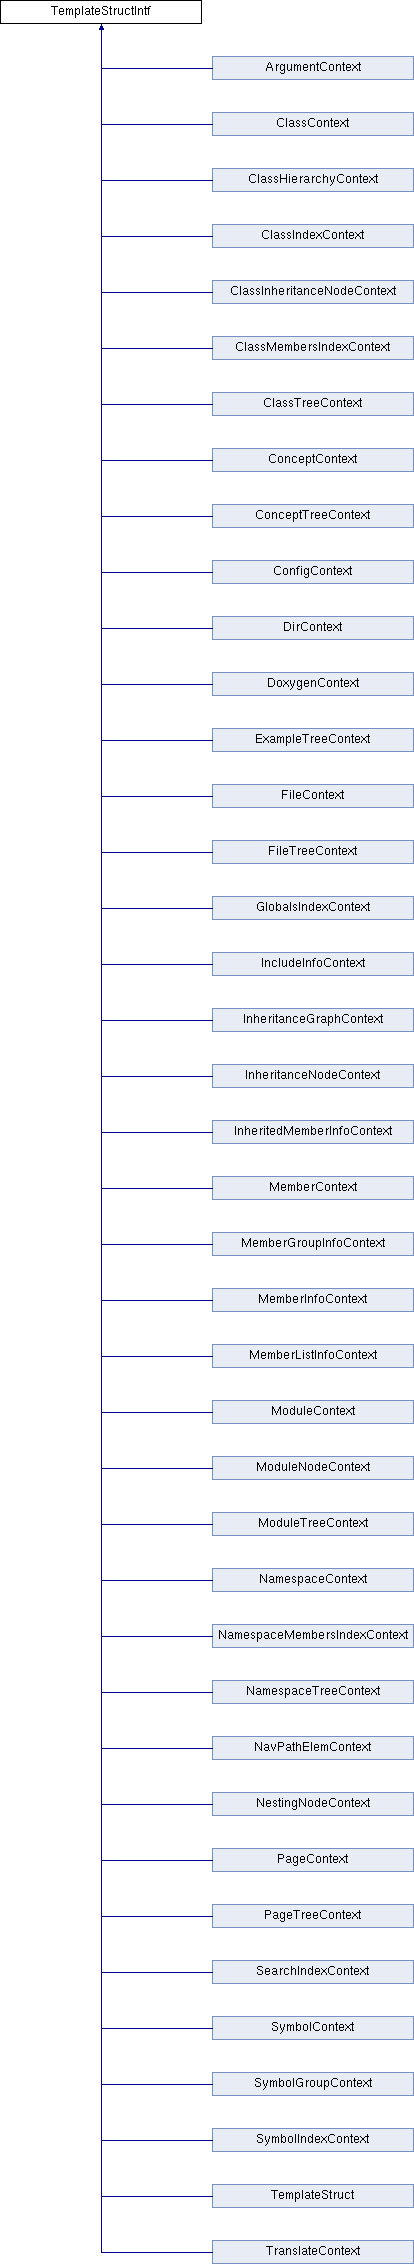 TemplateStructIntf
ArgumentContext
ClassContext
ClassHierarchyContext
ClassIndexContext
ClassInheritanceNodeContext
ClassMembersIndexContext
ClassTreeContext
ConceptContext
ConceptTreeContext
ConfigContext
DirContext
DoxygenContext
ExampleTreeContext
FileContext
FileTreeContext
GlobalsIndexContext
IncludeInfoContext
InheritanceGraphContext
InheritanceNodeContext
InheritedMemberInfoContext
MemberContext
MemberGroupInfoContext
MemberInfoContext
MemberListInfoContext
ModuleContext
ModuleNodeContext
ModuleTreeContext
NamespaceContext
NamespaceMembersIndexContext
NamespaceTreeContext
NavPathElemContext
NestingNodeContext
PageContext
PageTreeContext
SearchIndexContext
SymbolContext
SymbolGroupContext
SymbolIndexContext
TemplateStruct
TranslateContext